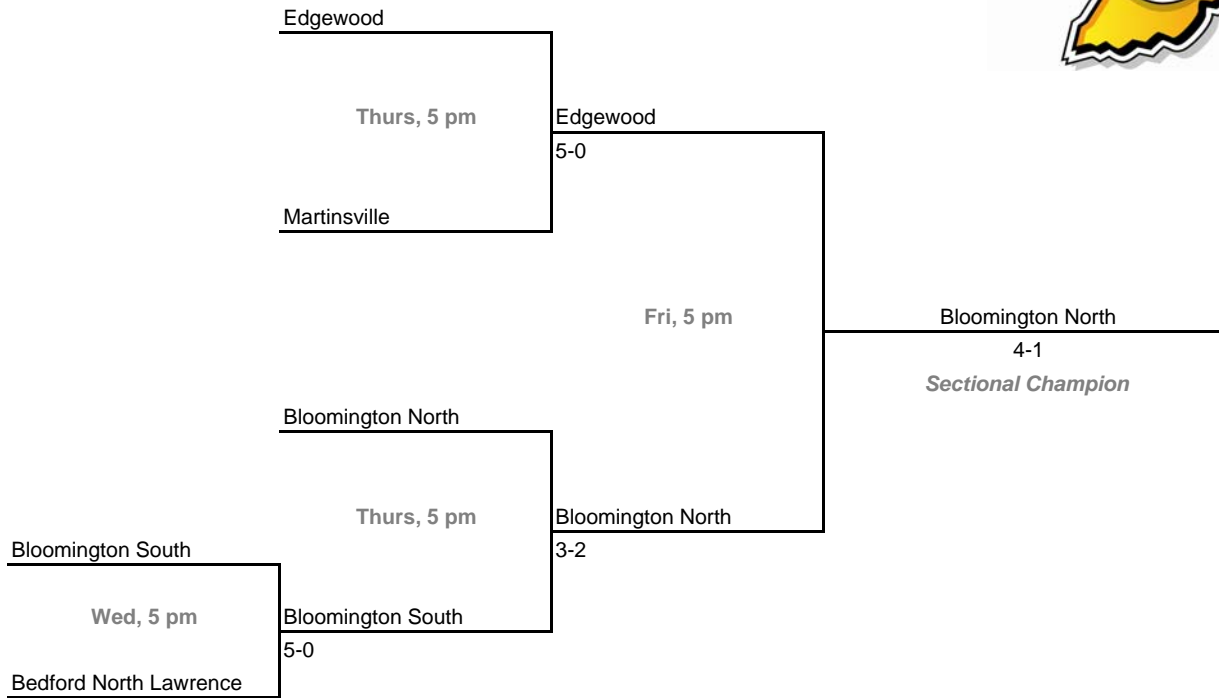 Edgewood
Thurs, 5 pm
Edgewood
5-0
Martinsville
Fri, 5 pm
Bloomington North
4-1
Sectional Champion
Bloomington North
Thurs, 5 pm
Bloomington North
3-2
Bloomington South
Wed, 5 pm
Bloomington South
5-0
Bedford North Lawrence